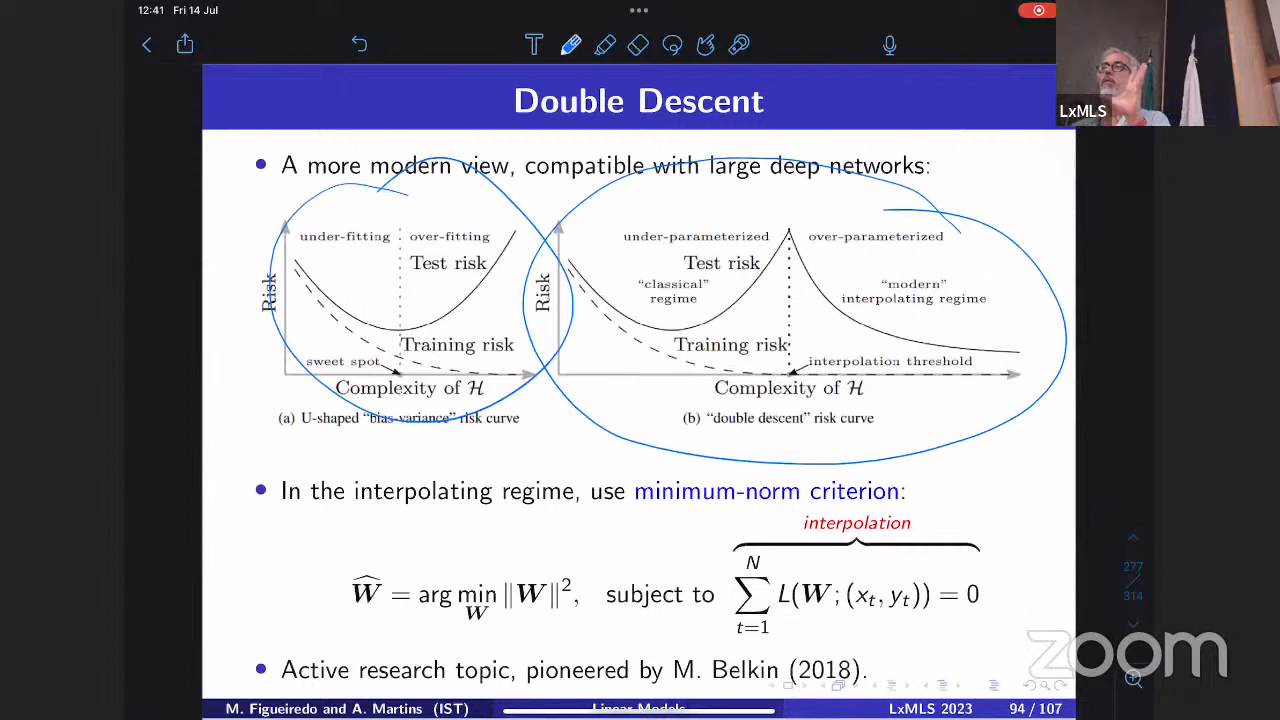 12:41 Fri 14 Jul
T
LxMLS
Double Descent
A more modern view, compatible with large deep networks:
under-fitting over-fitting
Test risk
Risk
Training risk
sweet spot
Complexity of H
(a) U-shaped “bias-variance” risk curve
under-parameterized over-parameterized
Test risk
“classical” regime
“modern” interpolating regime
Risk
Training risk
interpolation threshold
Complexity of H
(b) “double descent” risk curve
In the interpolating regime, use minimum-norm criterion:
interpolation
Ŵ = arg min_W ‖W‖², subject to ∑_{t=1}^{N} L(W; (x_t, y_t)) = 0
Active research topic, pioneered by M. Belkin (2018).
277
314
zoom
M. Figueiredo and A. Martins (IST) Linear Models LxMLS 2023 94 / 107